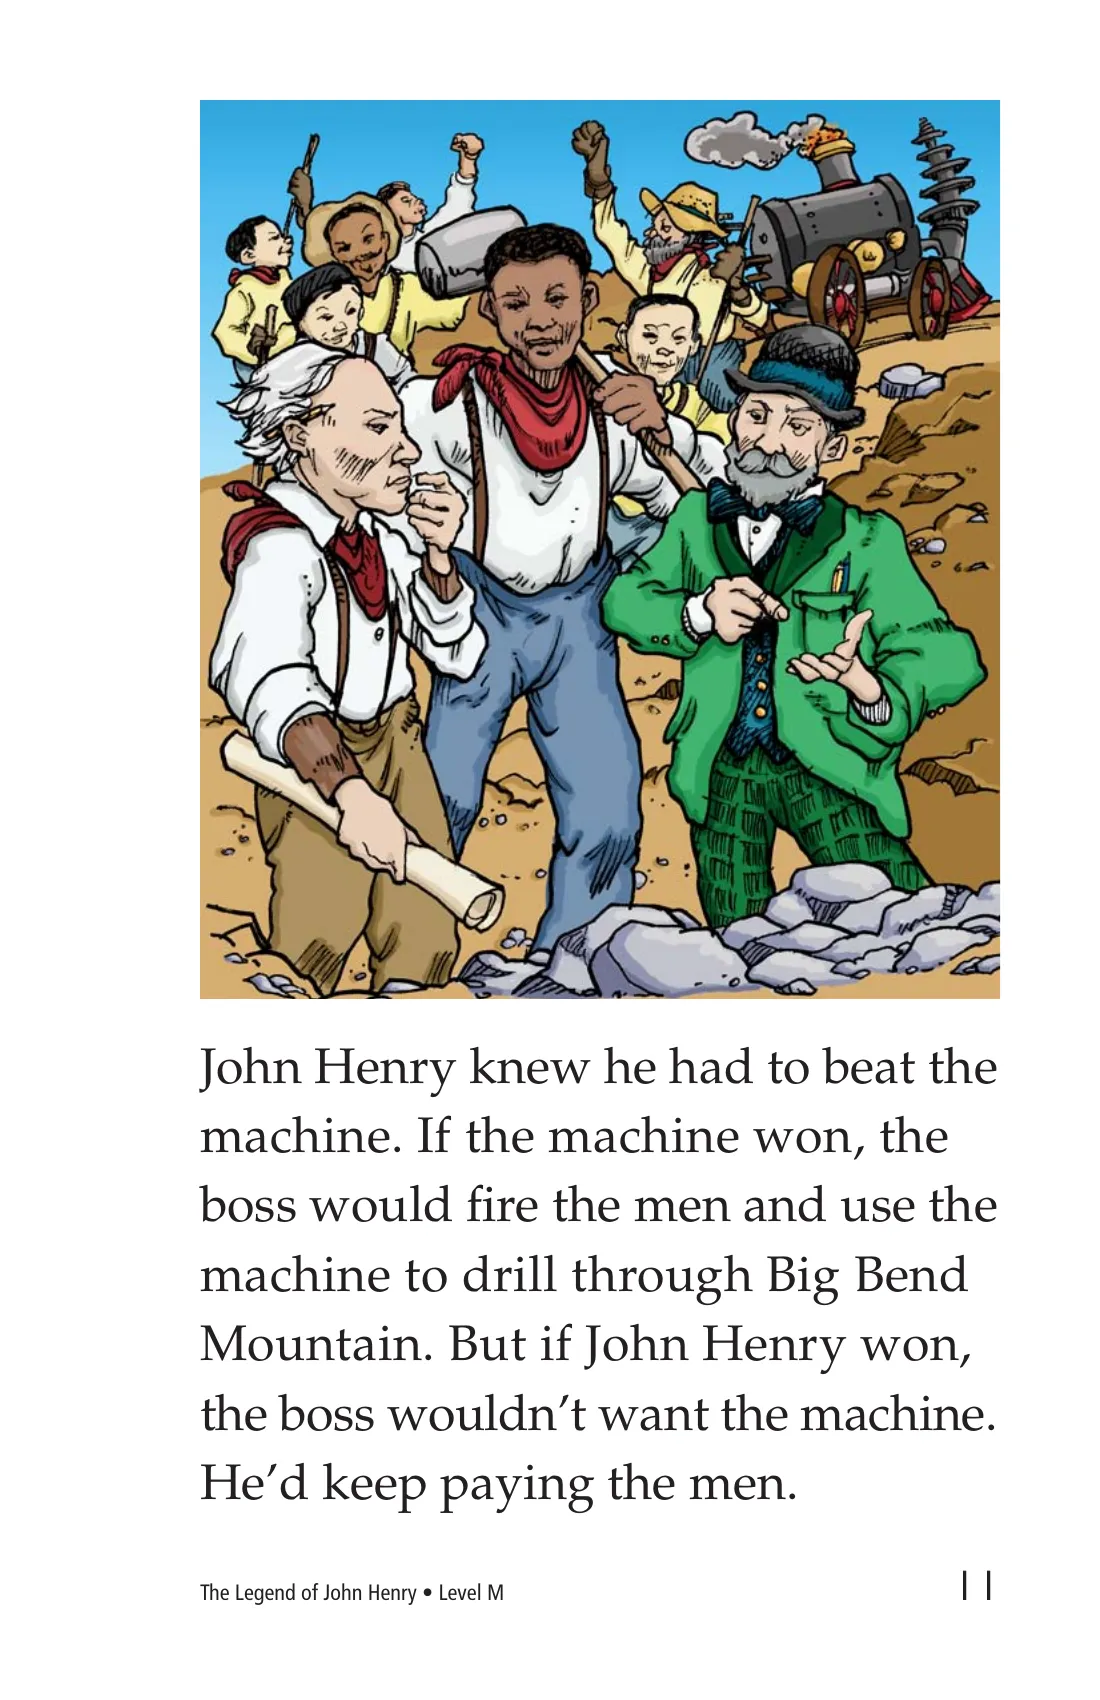 John Henry knew he had to beat the
machine. If the machine won, the
boss would fire the men and use the
machine to drill through Big Bend
Mountain. But if John Henry won,
the boss wouldn’t want the machine.
He’d keep paying the men.
The Legend of John Henry • Level M
11